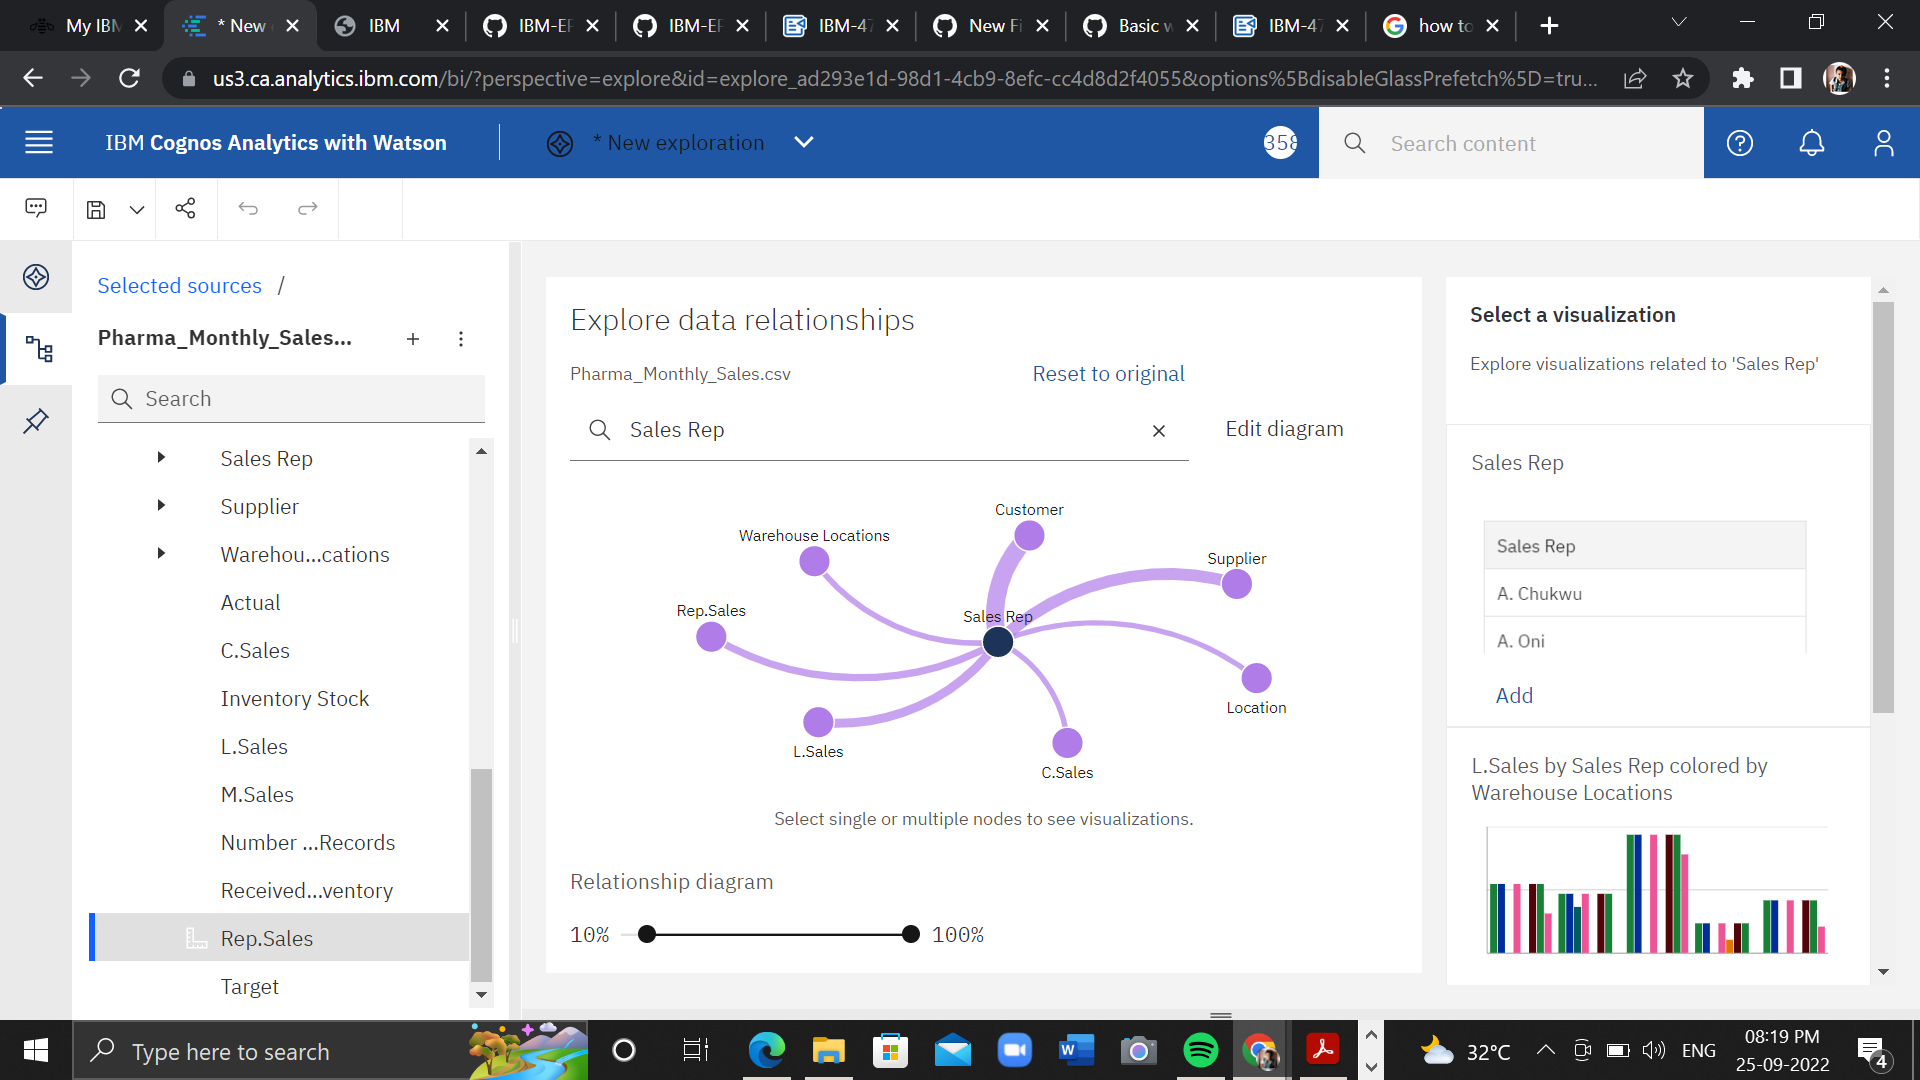 My IBM
* New
IBM
IBM-EP
IBM-EP
IBM-47
New Fi
Basic w
IBM-47
how to
us3.ca.analytics.ibm.com/bi/?perspective=explore&id=explore_ad293e1d-98d1-4cb9-8efc-cc4d8d2f4055&options%5BdisableGlassPrefetch%5D=tru...
IBM Cognos Analytics with Watson
* New exploration
358
Search content
Selected sources /
Pharma_Monthly_Sales...
Search
Sales Rep
Supplier
Warehou...cations
Actual
C.Sales
Inventory Stock
L.Sales
M.Sales
Number ...Records
Received...ventory
Rep.Sales
Target
Explore data relationships
Pharma_Monthly_Sales.csv
Reset to original
Sales Rep
Edit diagram
Customer
Warehouse Locations
Supplier
Rep.Sales
Sales Rep
Location
L.Sales
C.Sales
Select single or multiple nodes to see visualizations.
Relationship diagram
10%
100%
Select a visualization
Explore visualizations related to 'Sales Rep'
Sales Rep
Sales Rep
A. Chukwu
A. Oni
Add
L.Sales by Sales Rep colored by
Warehouse Locations
Type here to search
32°C
ENG
08:19 PM
25-09-2022
4